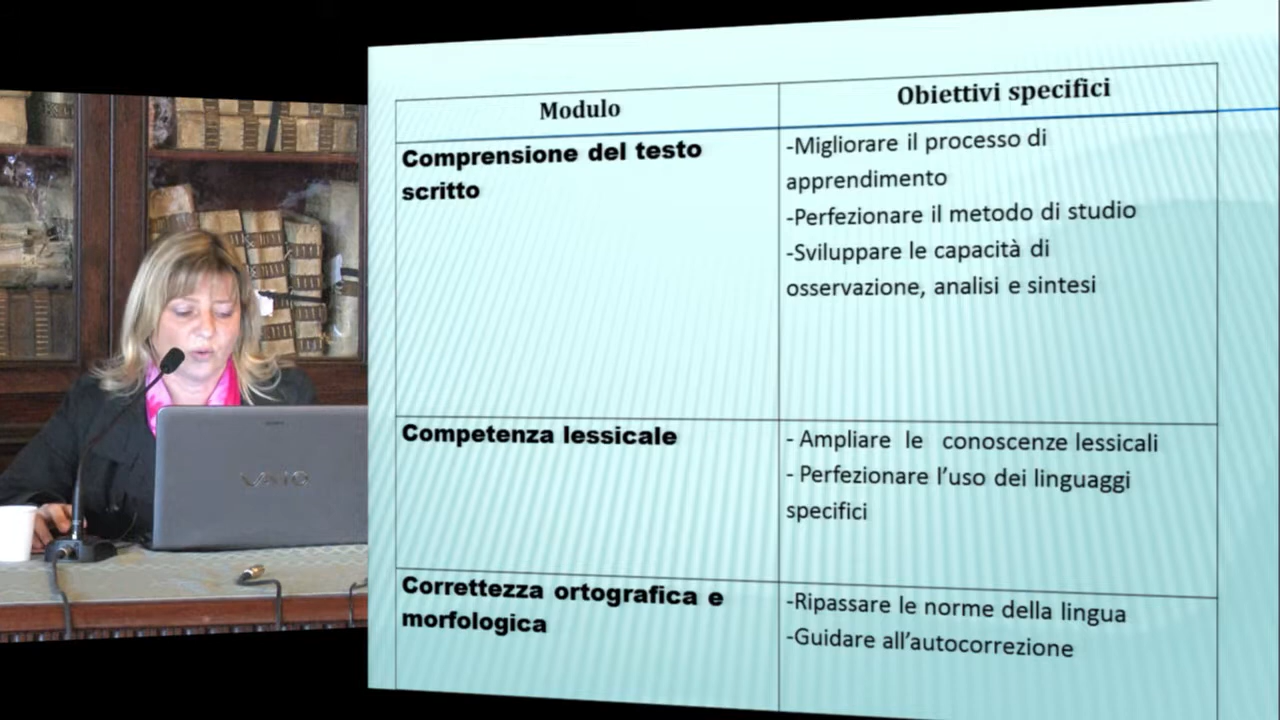 Modulo
Obiettivi specifici
Comprensione del testo
scritto
-Migliorare il processo di
apprendimento
-Perfezionare il metodo di studio
-Sviluppare le capacità di
osservazione, analisi e sintesi
Competenza lessicale
- Ampliare le conoscenze lessicali
- Perfezionare l’uso dei linguaggi
specifici
Correttezza ortografica e
morfologica
-Ripassare le norme della lingua
-Guidare all’autocorrezione
VAIO